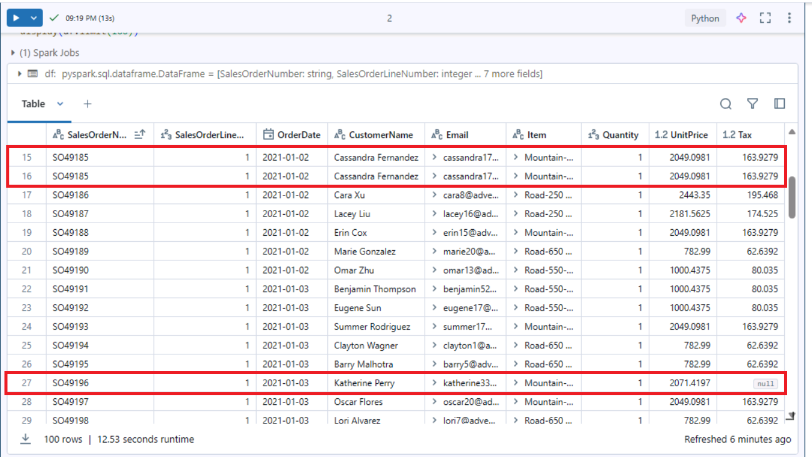 09:19 PM (13s)
2
Python
(1) Spark Jobs
df: pyspark.sql.dataframe.DataFrame = [SalesOrderNumber: string, SalesOrderLineNumber: integer ... 7 more fields]
Table
+
SalesOrderN... SalesOrderLine... OrderDate CustomerName Email Item Quantity 1.2 UnitPrice 1.2 Tax
15 SO49185 1 2021-01-02 Cassandra Fernandez > cassandra17... > Mountain-... 1 2049.0981 163.9279
16 SO49185 1 2021-01-02 Cassandra Fernandez > cassandra17... > Mountain-... 1 2049.0981 163.9279
17 SO49186 1 2021-01-02 Cara Xu > cara8@adve... > Road-250 ... 1 2443.35 195.468
18 SO49187 1 2021-01-02 Lacey Liu > lacey16@ad... > Road-250 ... 1 2181.5625 174.525
19 SO49188 1 2021-01-02 Erin Cox > erin15@adv... > Mountain-... 1 2049.0981 163.9279
20 SO49189 1 2021-01-02 Marie Gonzalez > marie20@a... > Road-650 ... 1 782.99 62.6392
21 SO49190 1 2021-01-02 Omar Zhu > omar13@ad... > Road-550-... 1 1000.4375 80.035
22 SO49191 1 2021-01-03 Benjamin Thompson > benjamin52... > Road-550-... 1 1000.4375 80.035
23 SO49192 1 2021-01-03 Eugene Sun > eugene17@... > Road-550-... 1 1000.4375 80.035
24 SO49193 1 2021-01-03 Summer Rodriguez > summer17... > Mountain-... 1 2049.0981 163.9279
25 SO49194 1 2021-01-03 Clayton Wagner > clayton1@a... > Road-650 ... 1 782.99 62.6392
26 SO49195 1 2021-01-03 Barry Malhotra > barry5@adv... > Road-650 ... 1 782.99 62.6392
27 SO49196 1 2021-01-03 Katherine Perry > katherine33... > Mountain-... 1 2071.4197 null
28 SO49197 1 2021-01-03 Oscar Flores > oscar20@ad... > Mountain-... 1 2049.0981 163.9279
29 SO49198 1 2021-01-03 Lori Alvarez > lori7@adve... > Road-650 ... 1 782.99 62.6392
100 rows | 12.53 seconds runtime
Refreshed 6 minutes ago